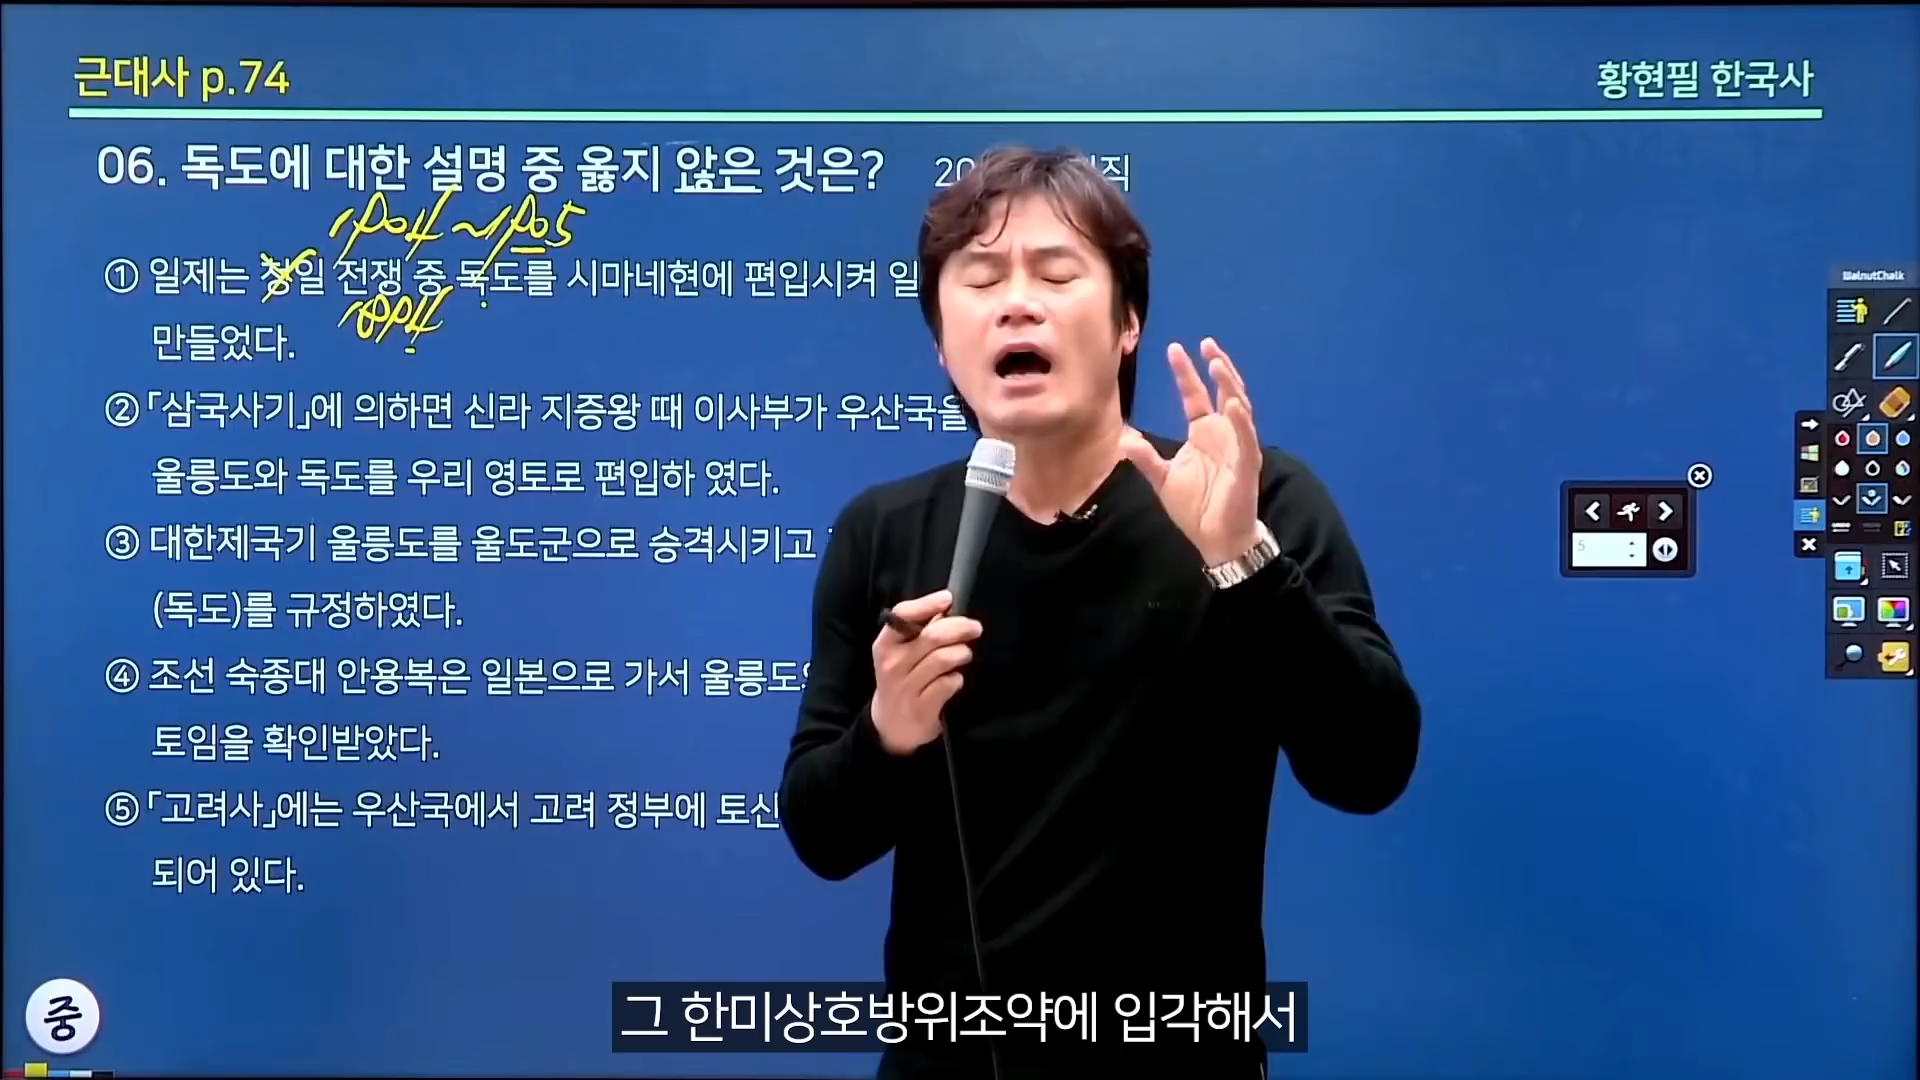 근대사 p.74
황현필 한국사
06. 독도에 대한 설명 중 옳지 않은 것은?
1904~1905
① 일제는 청일 전쟁 중 독도를 시마네현에 편입시켜
1894
만들었다.
②「삼국사기」에 의하면 신라 지증왕 때 이사부가 우산국을
울릉도와 독도를 우리 영토로 편입하 였다.
③ 대한제국기 울릉도를 울도군으로 승격시키고
(독도)를 규정하였다.
④ 조선 숙종대 안용복은 일본으로 가서
토임을 확인받았다.
⑤「고려사」에는 우산국에서 고려 정부에
되어 있다.
WalnutChalk
5
중
그 한미상호방위조약에 입각해서